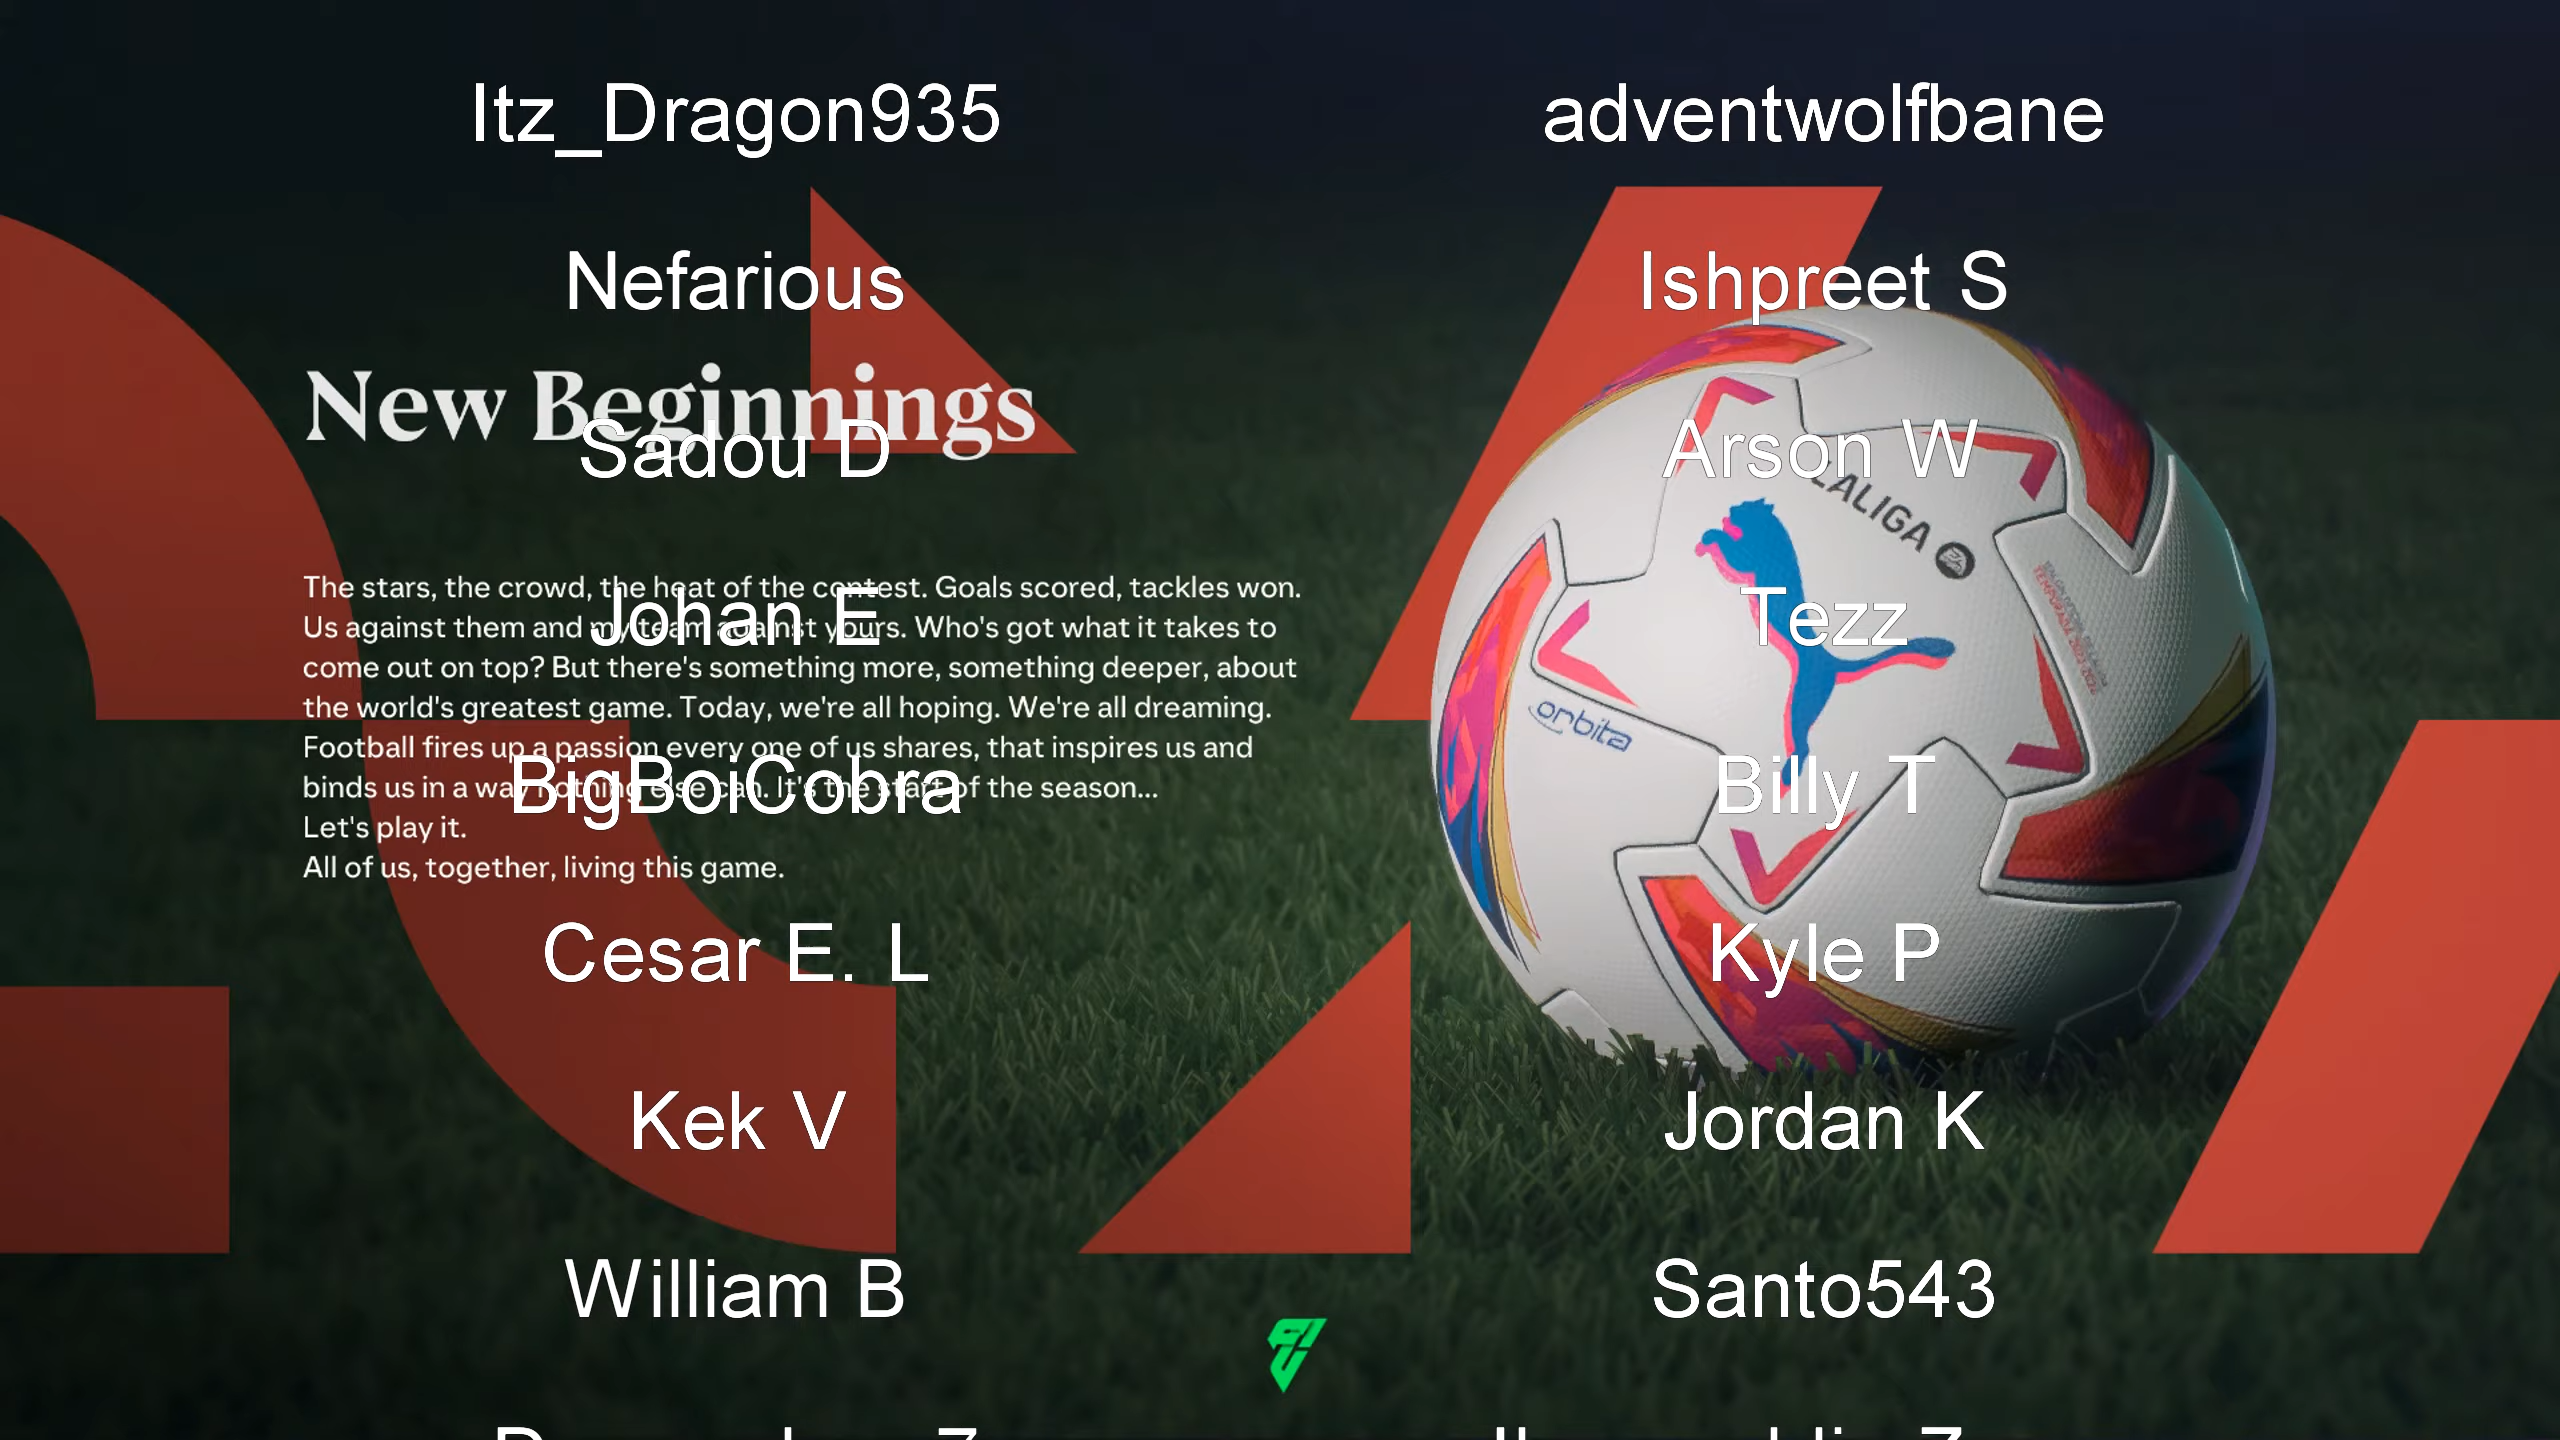 Itz_Dragon935
adventwolfbane
Nefarious
Ishpreet S
New Beginnings
Sadou D
Arson W
LALIGA
The stars, the crowd, the heat of the contest. Goals scored, tackles won.
Johan E
Tezz
Us against them and my team against yours. Who's got what it takes to
come out on top? But there's something more, something deeper, about
the world's greatest game. Today, we're all hoping. We're all dreaming.
orbita
Football fires up a passion every one of us shares, that inspires us and
BigBoiCobra
Billy T
binds us in a way nothing else can. It's the start of the season...
Let's play it.
All of us, together, living this game.
Cesar E. L
Kyle P
Kek V
Jordan K
William B
Santo543